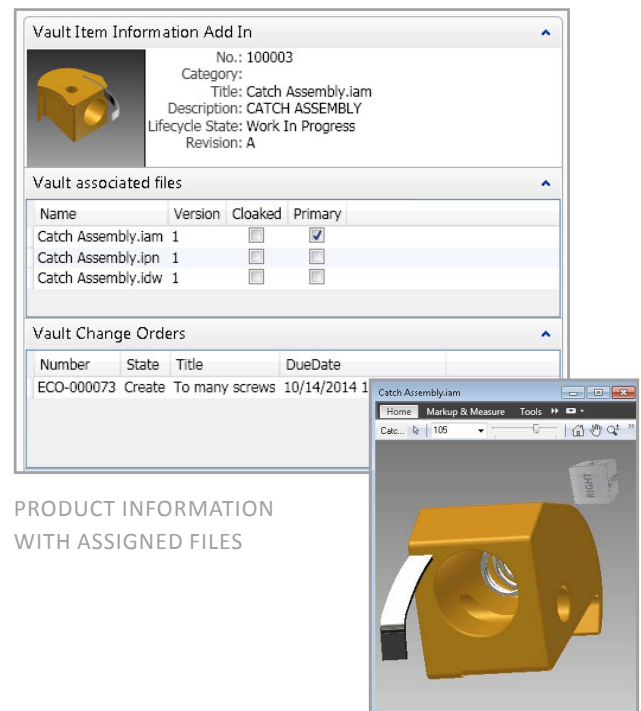 Vault Item Information Add In
No.: 100003
Category:
Title: Catch Assembly.iam
Description: CATCH ASSEMBLY
Lifecycle State: Work In Progress
Revision: A
Vault associated files
Name Version Cloaked Primary
Catch Assembly.iam 1
Catch Assembly.ipn 1
Catch Assembly.idw 1
Vault Change Orders
Number State Title DueDate
ECO-000073 Create To many screws 10/14/2014 1
Catch Assembly.iam
Home Markup & Measure Tools
Catc... 105
RIGHT
PRODUCT INFORMATION
WITH ASSIGNED FILES